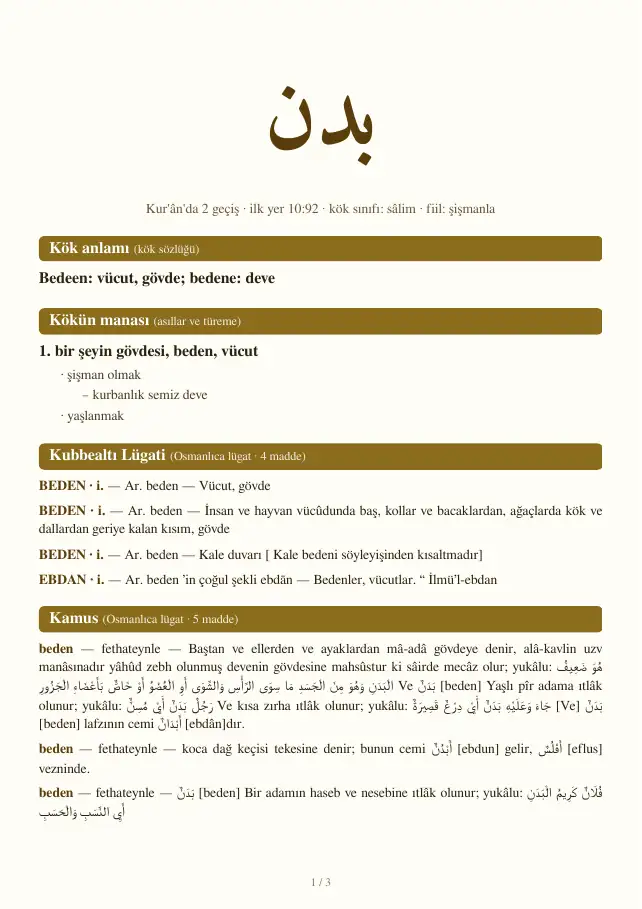 بدن
Kur'ân'da 2 geçiş · ilk yer 10:92 · kök sınıfı: sâlim · fiil: şişmanla
Kök anlamı (kök sözlüğü)
Bedeen: vücut, gövde; bedene: deve
Kökün manası (asıllar ve türeme)
1. bir şeyin gövdesi, beden, vücut
· şişman olmak
– kurbanlık semiz deve
· yaşlanmak
Kubbealtı Lügati (Osmanlıca lügat · 4 madde)
BEDEN · i. — Ar. beden — Vücut, gövde
BEDEN · i. — Ar. beden — İnsan ve hayvan vücûdunda baş, kollar ve bacaklardan, ağaçlarda kök ve
dallardan geriye kalan kısım, gövde
BEDEN · i. — Ar. beden — Kale duvarı [ Kale bedeni söyleyişinden kısaltmadır]
EBDAN · i. — Ar. beden 'in çoğul şekli ebdān — Bedenler, vücutlar. “ İlmü'l-ebdan
Kamus (Osmanlıca lügat · 5 madde)
beden — fethateynle — Baştan ve ellerden ve ayaklardan mâ-adâ gövdeye denir, alâ-kavlin uzv
manâsınadır yâhûd zebh olunmuş devenin gövdesine mahsûstur ki sâirde mecâz olur; yukâlu: هُوَ ضَعِيفُ
الْبَدَنِ وَهُوَ مِنَ الْجَسَدِ مَا سِوَى الرَّأْسِ وَالشَّوَى أَوِ الْعُضْوُ أَوْ خَاصٌّ بِأَعْضَاءِ الْجَزُورِ Ve بَدَنٌ [beden] Yaşlı pîr adama ıtlâk
olunur; yukâlu: رَجُلٌ بَدَنٌ أَيْ مُسِنٌّ Ve kısa zırha ıtlâk olunur; yukâlu: جَاءَ وَعَلَيْهِ بَدَنٌ أَيْ دِرْعٌ قَصِيرَةٌ [Ve] بَدَنٌ
[beden] lafzının cemi أَبْدَانٌ [ebdân]dır.
beden — fethateynle — koca dağ keçisi tekesine denir; bunun cemi أَبْدُنٌ [ebdun] gelir, أَفْلُسٌ [eflus]
vezninde.
beden — fethateynle — بَدَنٌ [beden] Bir adamın haseb ve nesebine ıtlâk olunur; yukâlu: فُلَانٌ كَرِيمُ الْبَدَنِ
أَيِ النَّسَبِ وَالْحَسَبِ
1 / 3